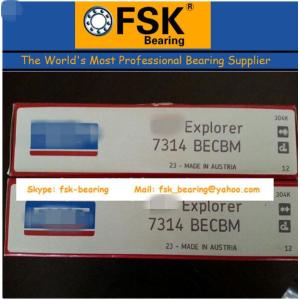 FSK
Bearing
The World's Most Professional Bearing Supplier
Explorer
7314 BECBM
304K
23 - MADE IN AUSTRIA
12
Skype: fsk-bearing Mail: fsk_bearing@yahoo.com
Explorer
7314 BECBM
304K
23 - MADE IN AUSTRIA
12